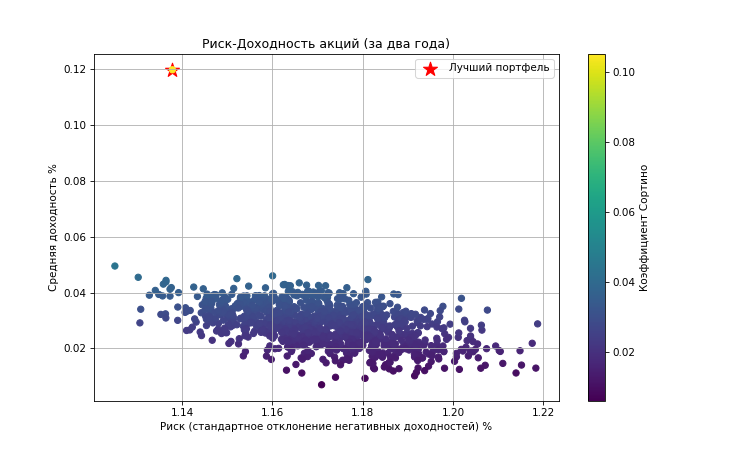 Риск-Доходность акций (за два года)
Лучший портфель
Средняя доходность %
0.12
0.10
0.08
0.06
0.04
0.02
1.14 1.16 1.18 1.20 1.22
Риск (стандартное отклонение негативных доходностей) %
0.10
0.08
0.06
0.04
0.02
Коэффициент Сортино